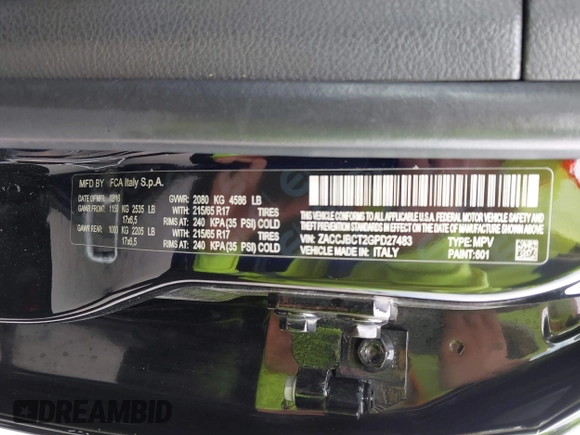 MFD BY FCA Italy S.p.A.
DATE OF MFR GVWR: 2080 KG 4586 LB
GAWR FRONT 1150 KG 2535 LB WITH 215/65 R17 TIRES
17x6,5 RIMS AT: 240 KPA(35 PSI) COLD
GAWR REAR: KG 2205 LB WITH 215/65 R17 TIRES
17x6,5 RIMS AT: 240 KPA(35 PSI) COLD
THIS VEHICLE CONFORMS TO ALL APPLICABLE U.S.A.
FEDERAL MOTOR VEHICLE SAFETY BUMPER, AND THEFT
PREVENTION STANDARDS IN EFFECT ON THE DATE OF
MANUFACTURE SHOWN ABOVE.
VIN: ZACCJBCT2GPD27483 TYPE: MPV
VEHICLE MADE IN: ITALY PAINT:601
DREAMBID